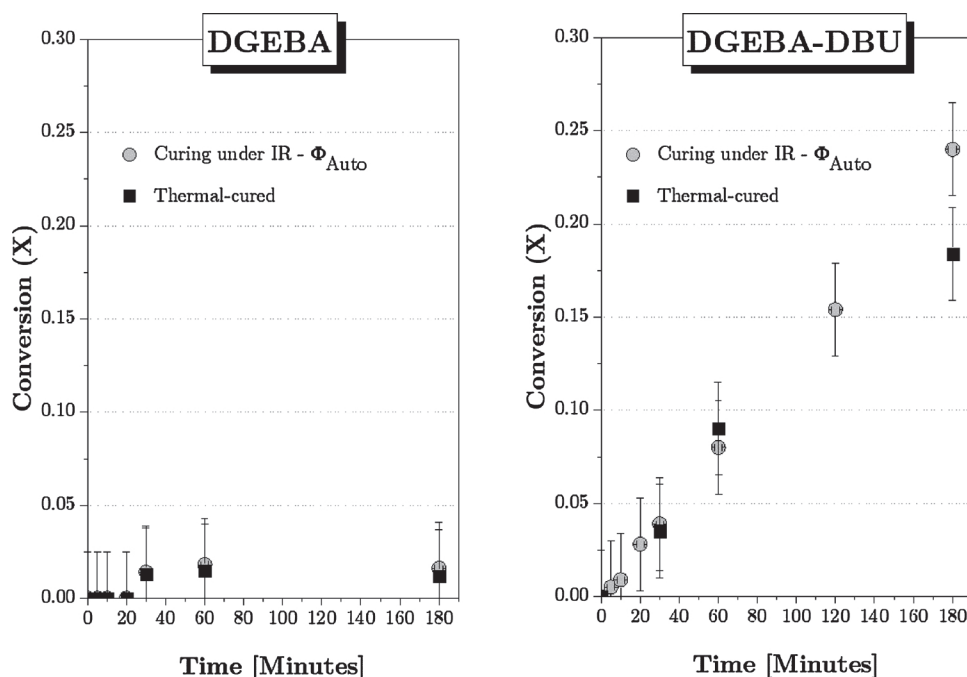 DGEBA
0.30
0.25
0.20
0.15
0.10
0.05
0.00
Conversion (X)
Curing under IR - Φ_Auto
Thermal-cured
0 20 40 60 80 100 120 140 160 180
Time [Minutes]
DGEBA-DBU
0.30
0.25
0.20
0.15
0.10
0.05
0.00
Conversion (X)
Curing under IR - Φ_Auto
Thermal-cured
0 20 40 60 80 100 120 140 160 180
Time [Minutes]